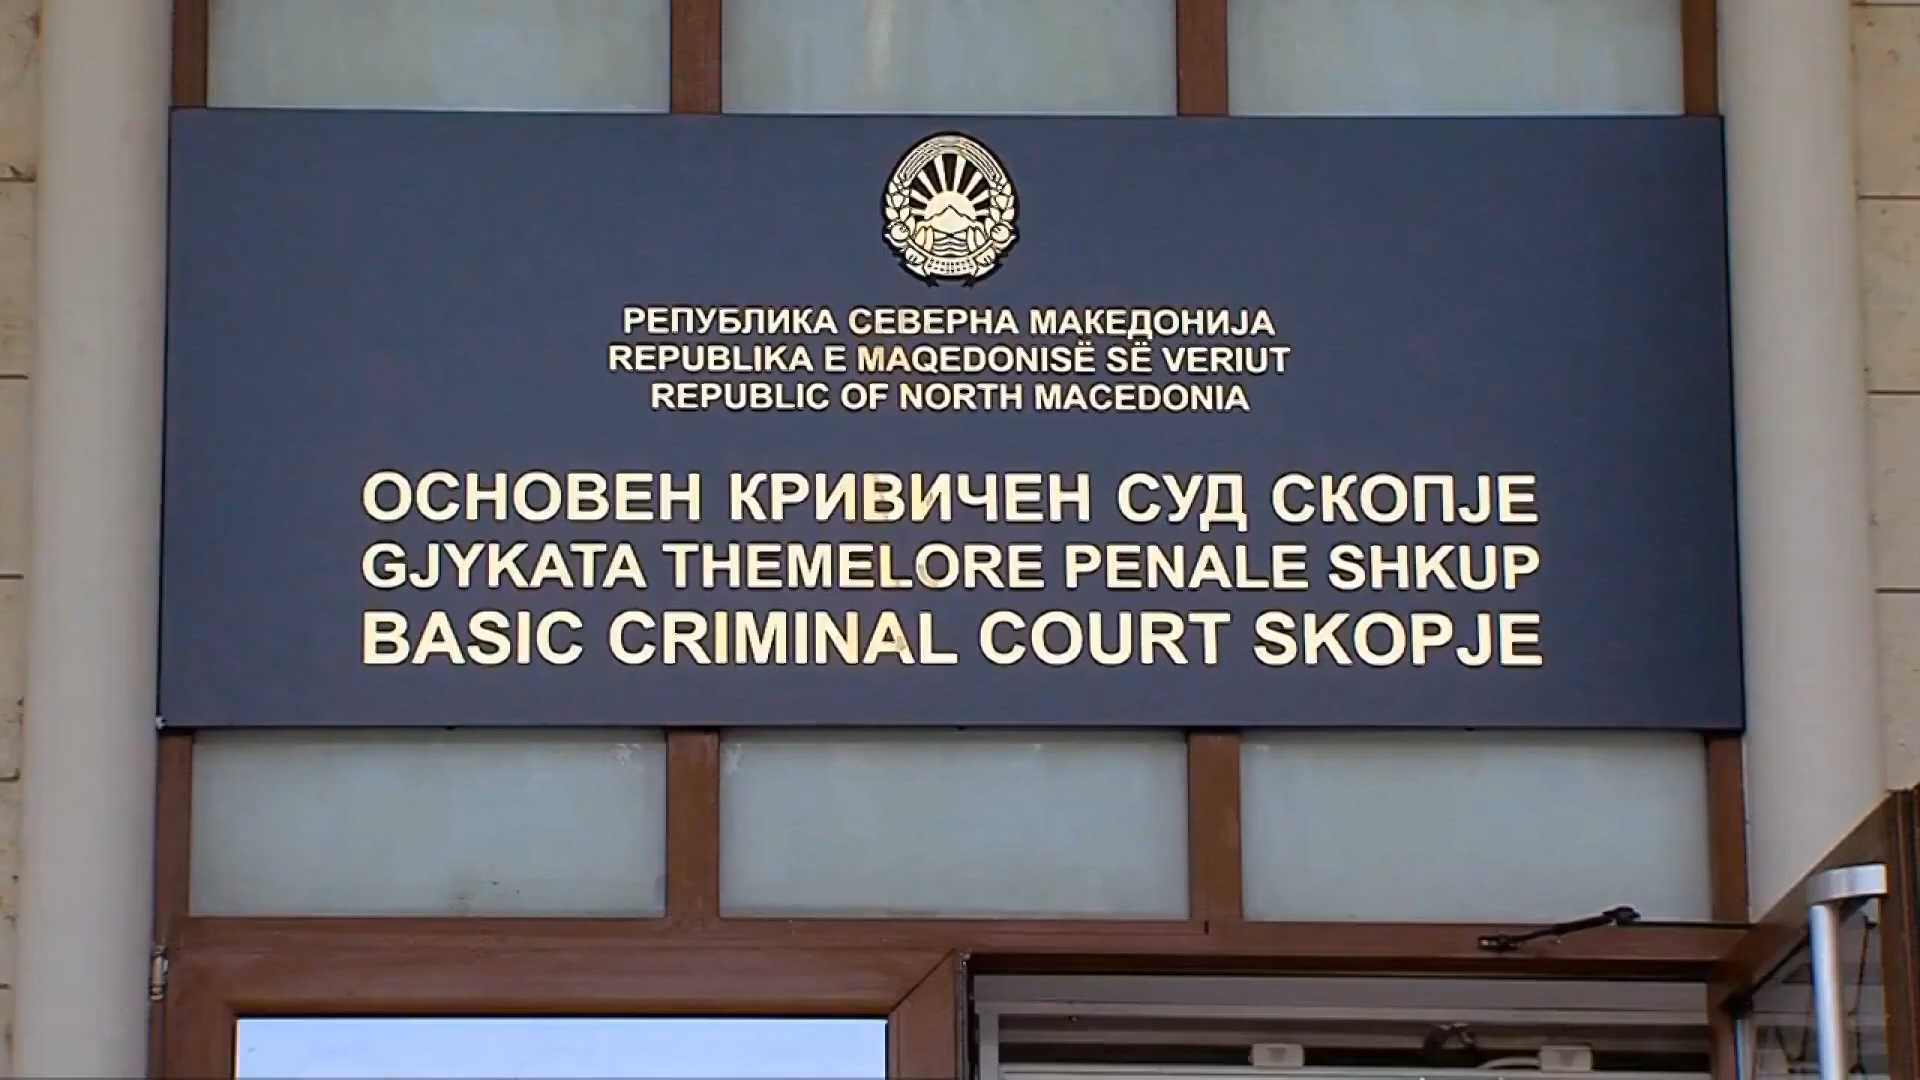 РЕПУБЛИКА СЕВЕРНА МАКЕДОНИЈА
REPUBLIKA E MAQEDONISË SË VERIUT
REPUBLIC OF NORTH MACEDONIA
ОСНОВЕН КРИВИЧЕН СУД СКОПЈЕ
GJYKATA THEMELORE PENALE SHKUP
BASIC CRIMINAL COURT SKOPJE